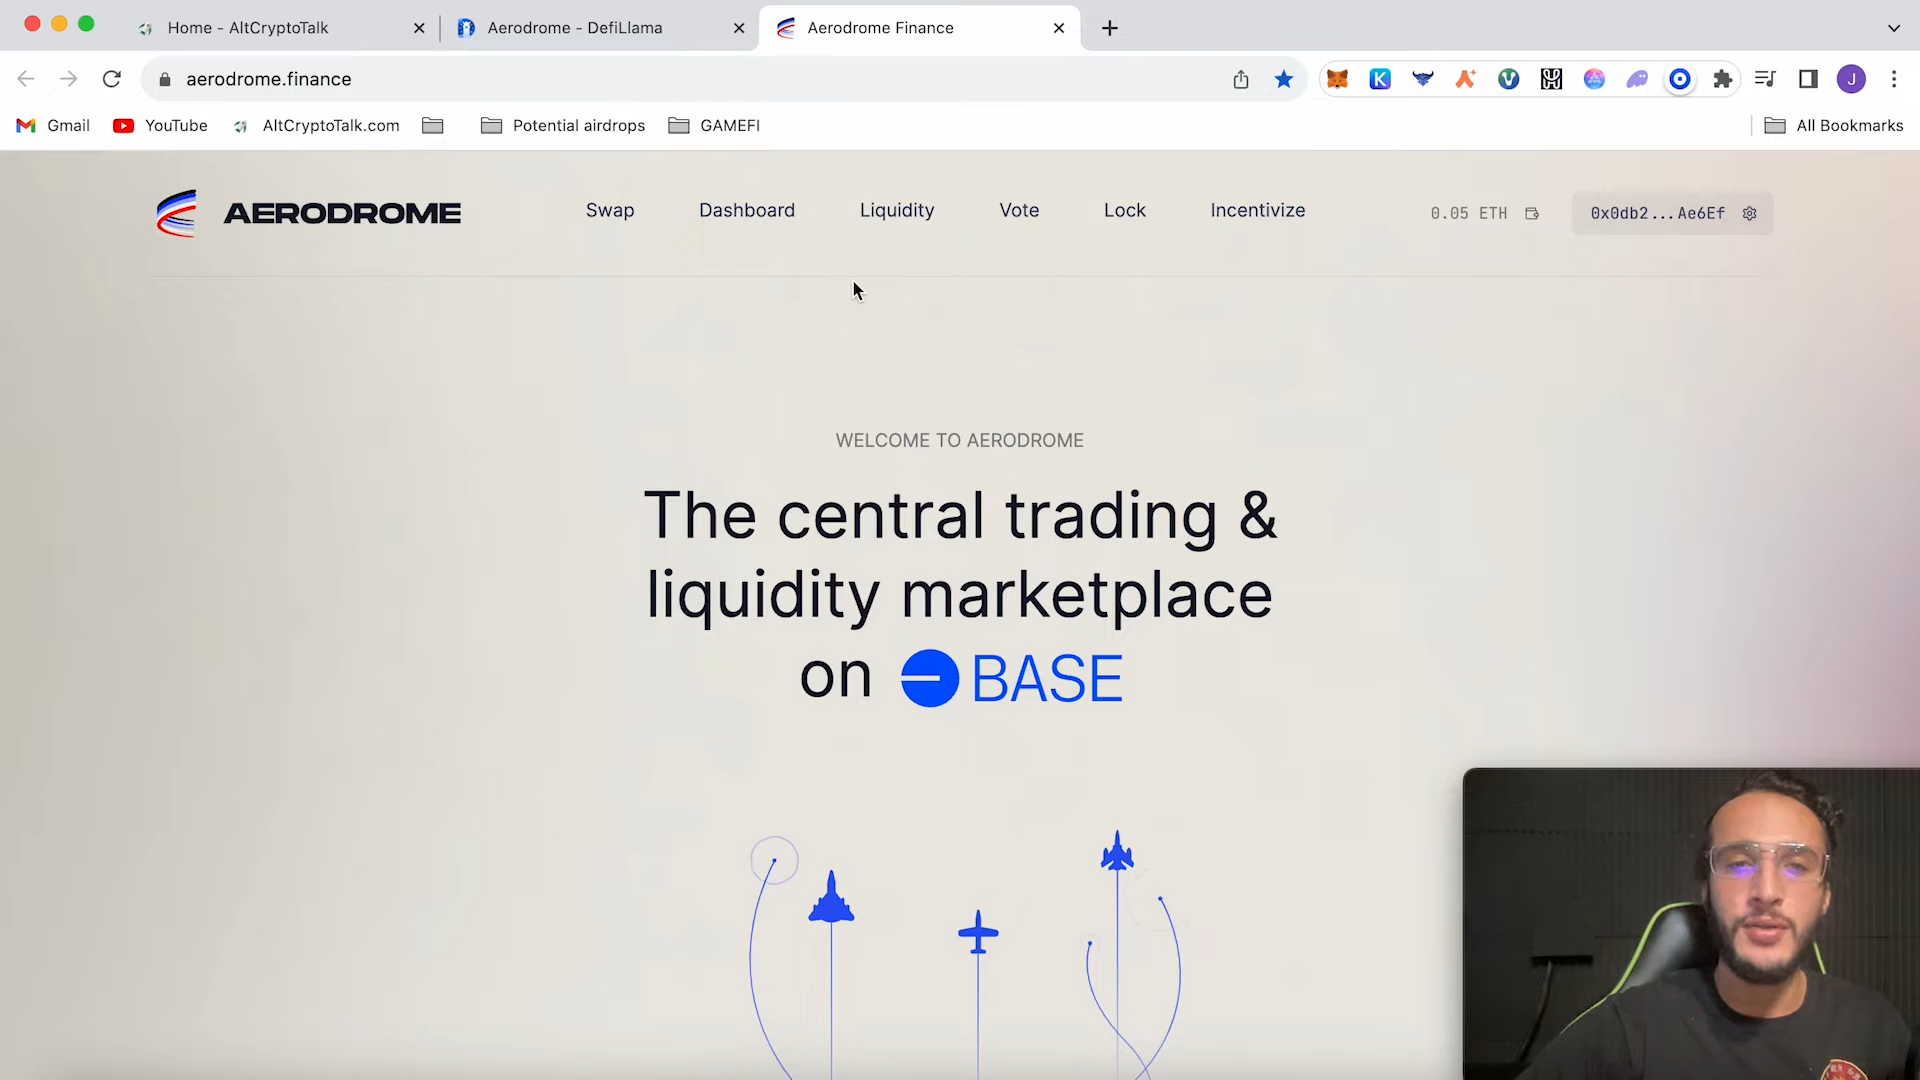 Home - AltCryptoTalk
Aerodrome - DefiLlama
Aerodrome Finance
aerodrome.finance
K
J
Gmail
YouTube
AltCryptoTalk.com
Potential airdrops
GAMEFI
All Bookmarks
AERODROME
Swap
Dashboard
Liquidity
Vote
Lock
Incentivize
0.05 ETH
0x0db2...Ae6Ef
WELCOME TO AERODROME
The central trading &
liquidity marketplace
on BASE